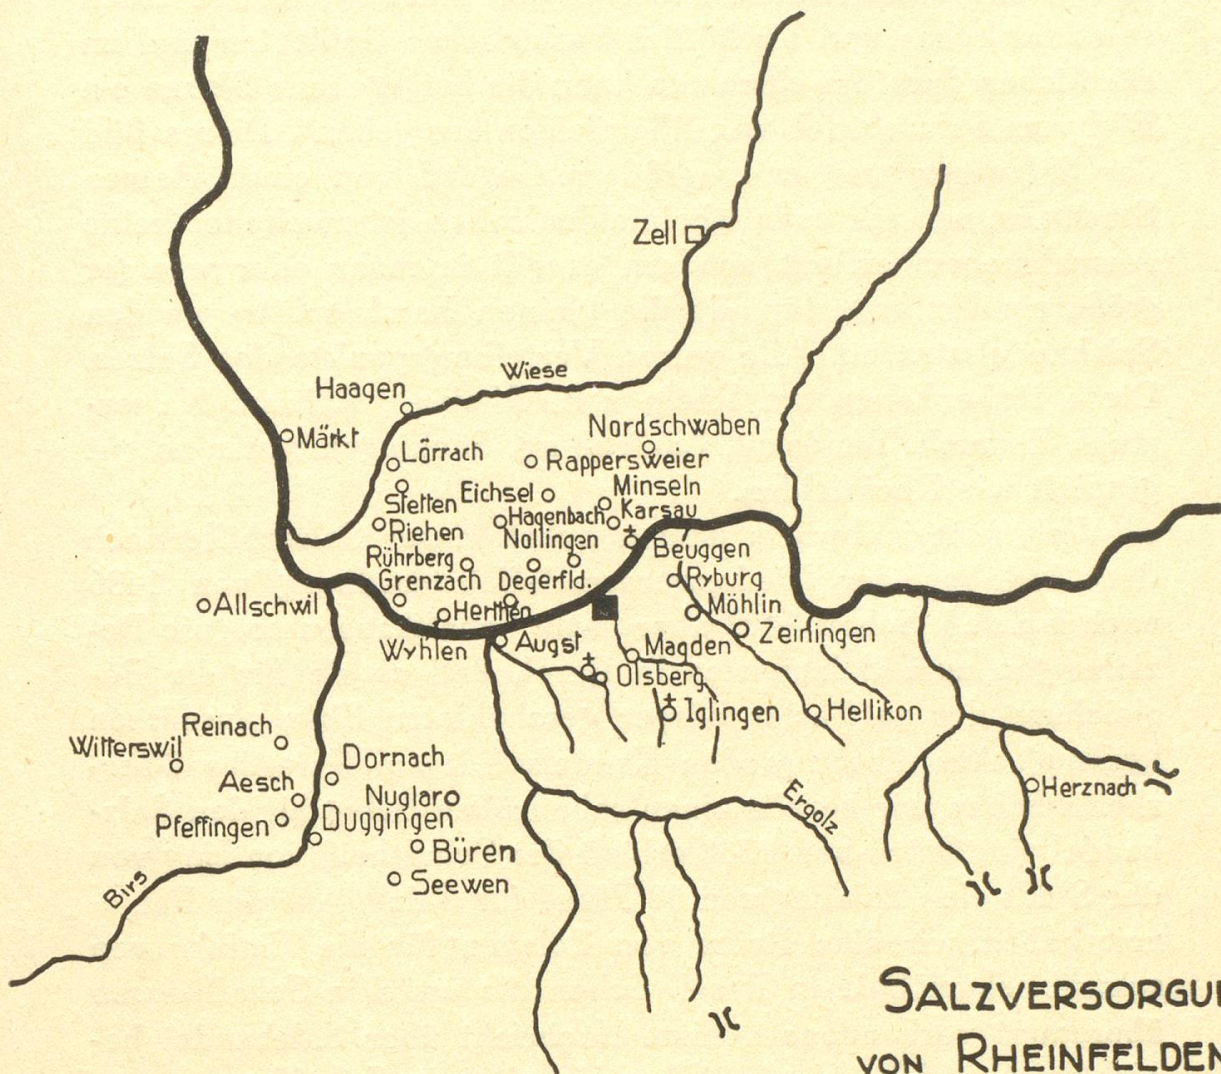 Zell
Wiese
Haagen
Märkt
Nordschwaben
Lörrach
Rappersweier
Eichsel
Minseln
Stetten
Hagenbach
Karsau
Riehen
Nollingen
Beuggen
Rührberg
Grenzach
Degerfld.
Ryburg
Allschwil
Herthen
Möhlin
Zeiningen
Wyhlen
Augst
Magden
Olsberg
Iglingen
Hellikon
Reinach
Witterswil
Dornach
Aesch
Nuglar
Herznach
Pfeffingen
Duggingen
Ergolz
Büren
Birs
Seewen
SALZVERSORGU
VON RHEINFELDEN